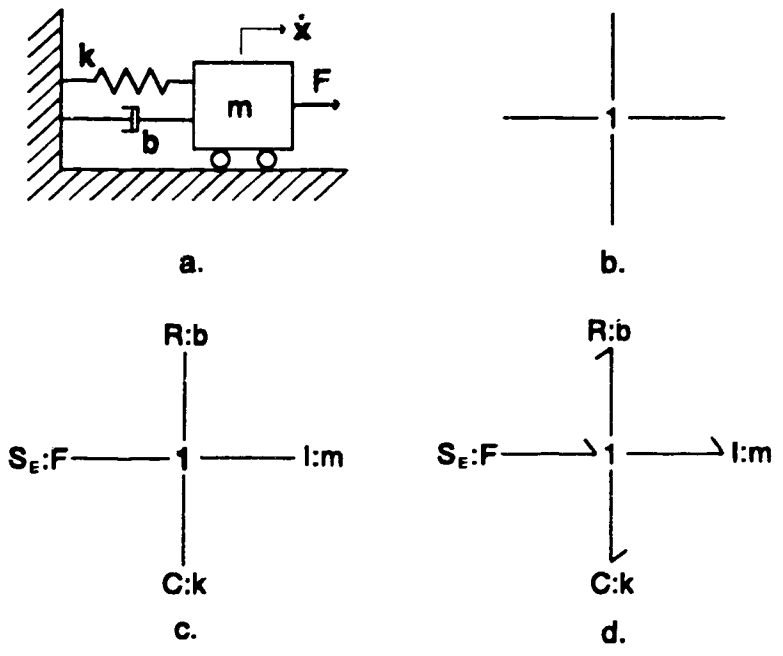 ẋ
k
F
m
b
1
a.
b.
R:b
R:b
S_E:F
1
I:m
S_E:F
1
I:m
C:k
C:k
c.
d.